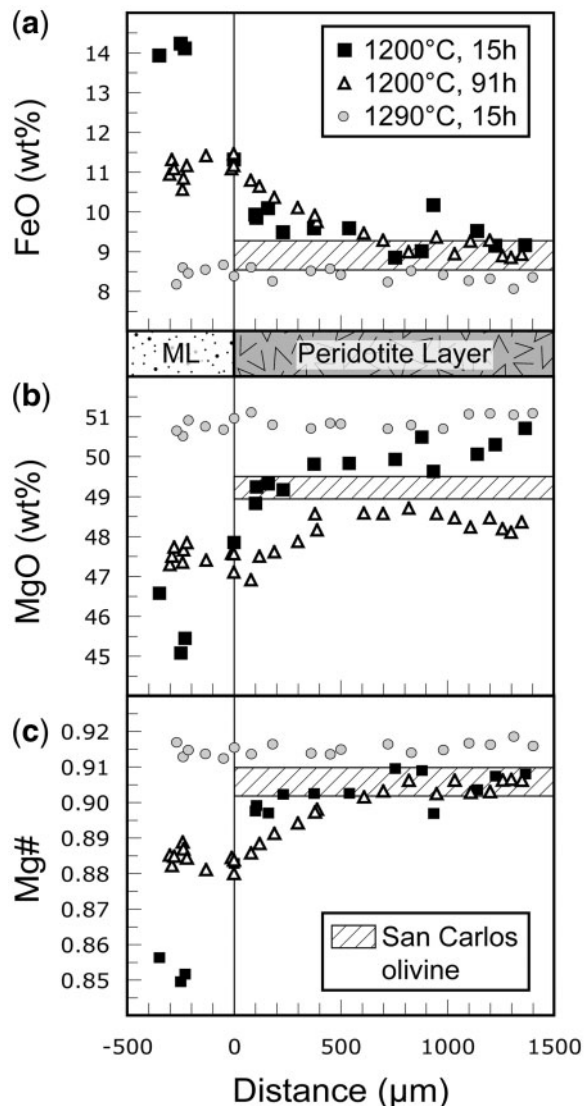 (a)
FeO (wt%)
14
13
12
11
10
9
8
1200°C, 15h
1200°C, 91h
1290°C, 15h
ML
Peridotite Layer
(b)
MgO (wt%)
51
50
49
48
47
46
45
(c)
Mg#
0.92
0.91
0.90
0.89
0.88
0.87
0.86
0.85
San Carlos
olivine
-500 0 500 1000 1500
Distance (µm)